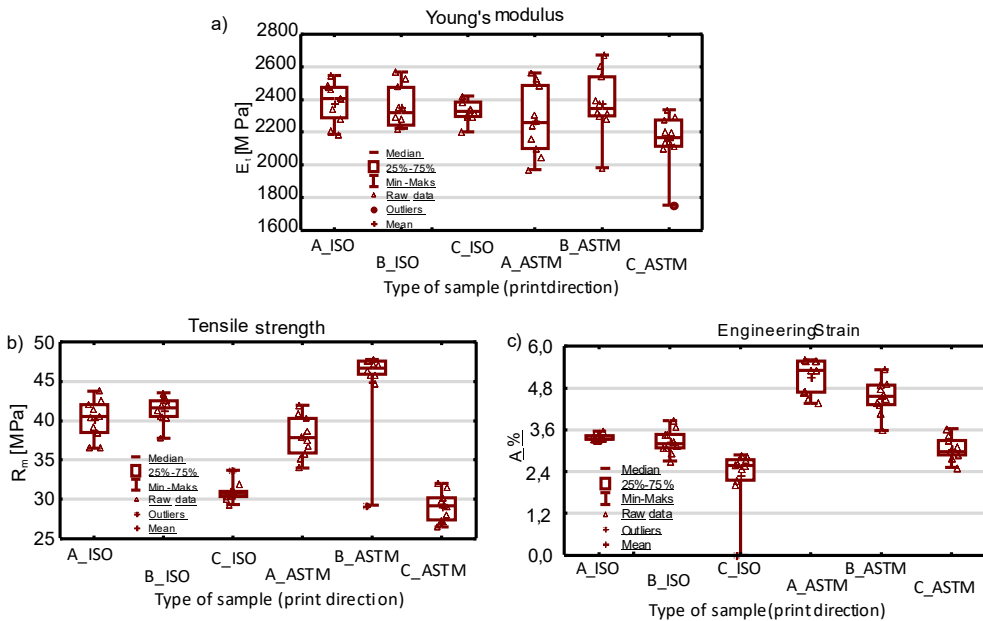 a)
Young's modulus
2800
2600
2400
2200
2000
1800
1600
Et [M Pa]
Median
25%-75%
Min-Maks
Raw data
Outliers
Mean
A_ISO
B_ISO
C_ISO
A_ASTM
B_ASTM
C_ASTM
Type of sample (printdirection)
b)
Tensile strength
50
45
40
35
30
25
Rm [MPa]
Median
25%-75%
Min-Maks
Raw data
Outliers
Mean
A_ISO
B_ISO
C_ISO
A_ASTM
B_ASTM
C_ASTM
Type of sample (print direction)
c)
Engineering Strain
6,0
4,8
3,6
2,4
1,2
0,0
A %
Median
25%-75%
Min-Maks
Raw data
Outliers
Mean
A_ISO
B_ISO
C_ISO
A_ASTM
B_ASTM
C_ASTM
Type of sample (print direction)